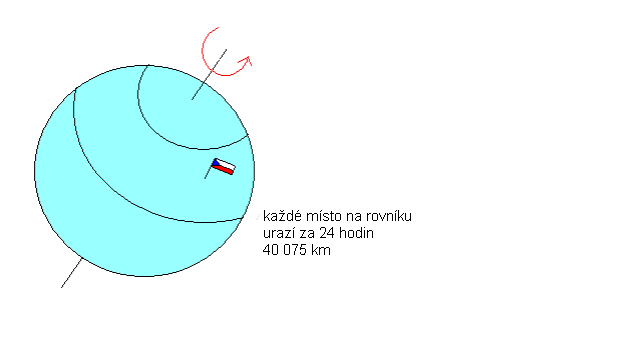 každé místo na rovníku
urazí za 24 hodin
40 075 km